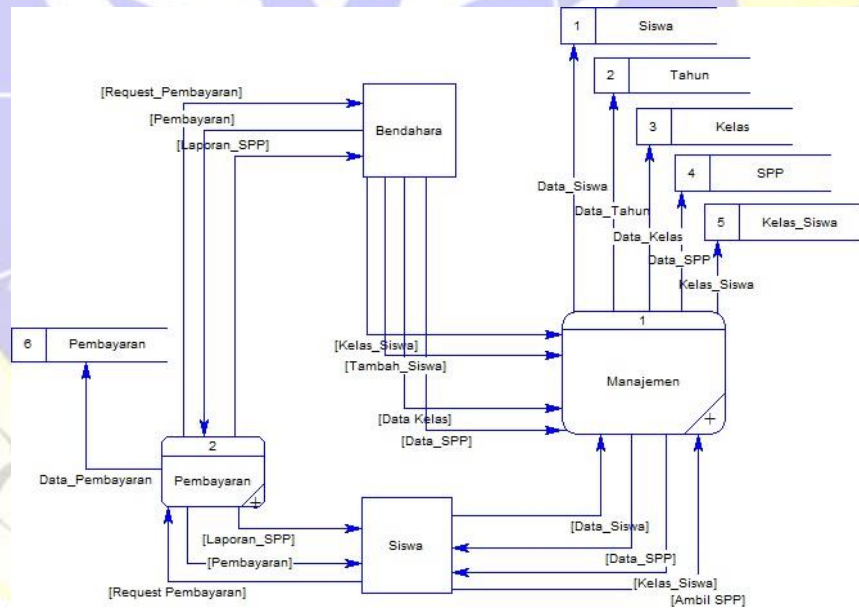 1 Siswa
2 Tahun
3 Kelas
4 SPP
5 Kelas_Siswa
[Request_Pembayaran]
[Pembayaran]
[Laporan_SPP]
Bendahara
Data_Siswa
Data_Tahun
Data_Kelas
Data_SPP
Kelas_Siswa
6 Pembayaran
[Kelas_Siswa]
[Tambah_Siswa]
[Data Kelas]
[Data_SPP]
1
Manajemen
+
2
Pembayaran
+
Data_Pembayaran
[Laporan_SPP]
[Pembayaran]
[Request Pembayaran]
Siswa
[Data_Siswa]
[Data_SPP]
[Kelas_Siswa]
[Ambil SPP]